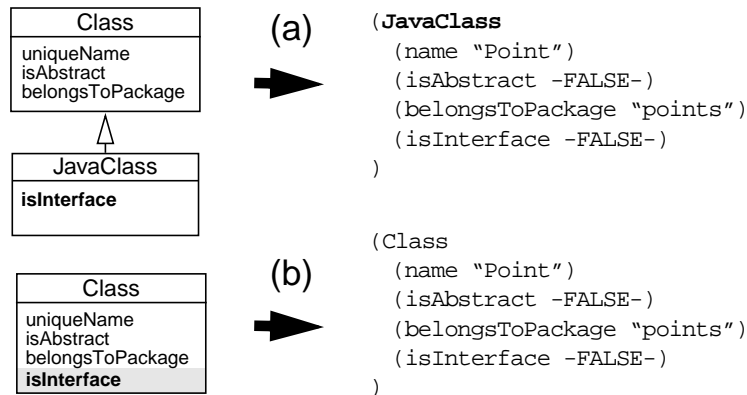 Class
uniqueName
isAbstract
belongsToPackage
JavaClass
isInterface
(a)
(JavaClass
(name “Point”)
(isAbstract -FALSE-)
(belongsToPackage “points”)
(isInterface -FALSE-)
)
Class
uniqueName
isAbstract
belongsToPackage
isInterface
(b)
(Class
(name “Point”)
(isAbstract -FALSE-)
(belongsToPackage “points”)
(isInterface -FALSE-)
)